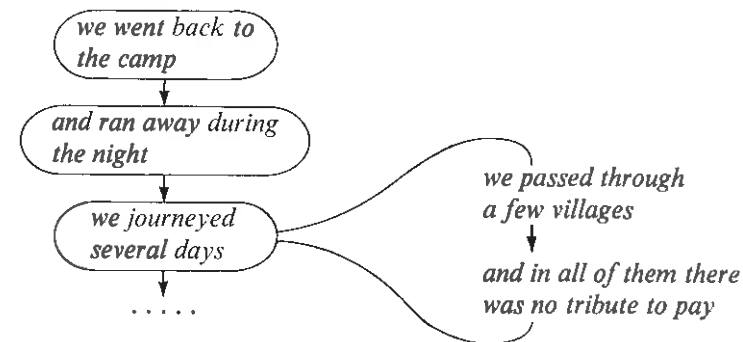 we went back to
the camp
and ran away during
the night
we journeyed
several days
.....
we passed through
a few villages
and in all of them there
was no tribute to pay